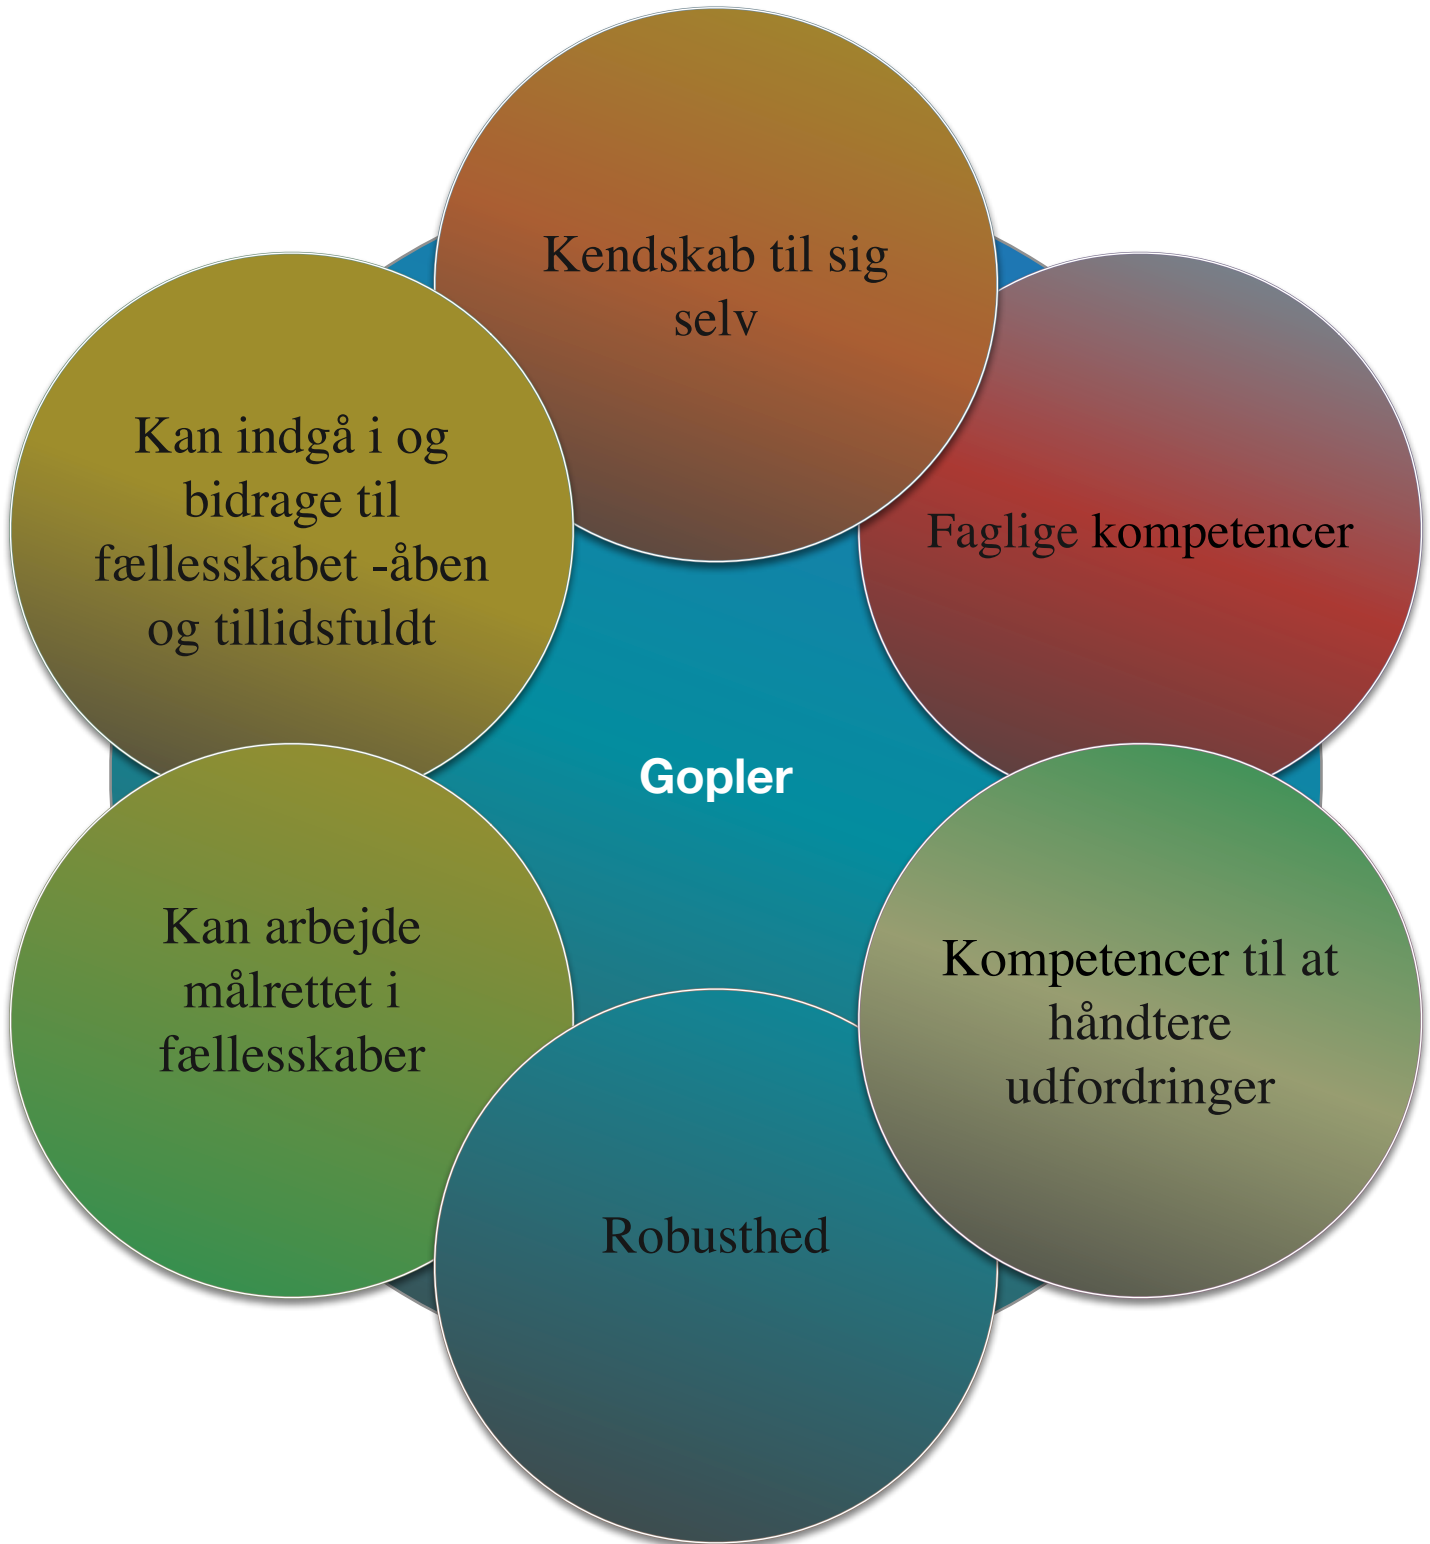 Kendskab til sig
selv
Faglige kompetencer
Kompetencer til at
håndtere
udfordringer
Robusthed
Kan arbejde
målrettet i
fællesskaber
Kan indgå i og
bidrage til
fællesskabet -åben
og tillidsfuldt
Gopler